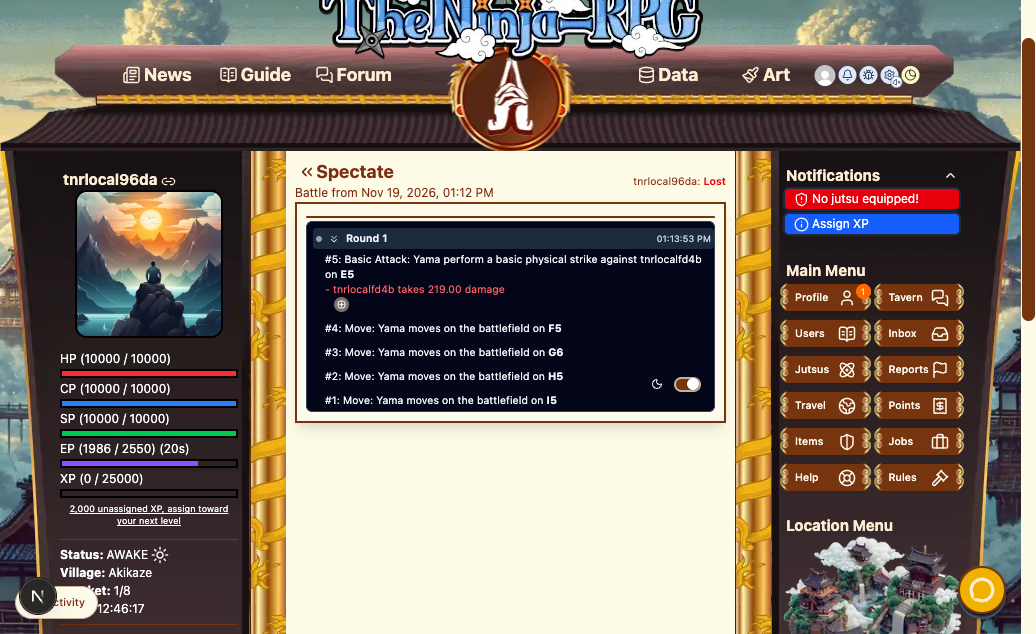 TheNinja-RPG
News
Guide
Forum
Data
Art
tnrlocal96da
HP (10000 / 10000)
CP (10000 / 10000)
SP (10000 / 10000)
EP (1986 / 2550) (20s)
XP (0 / 25000)
2,000 unassigned XP, assign toward
your next level
Status: AWAKE
Village: Akikaze
ket: 1/8
12:46:17
N
ctivity
Spectate
Battle from Nov 19, 2026, 01:12 PM
tnrlocal96da: Lost
Round 1
01:13:53 PM
#5: Basic Attack: Yama perform a basic physical strike against tnrlocalfd4b
on E5
- tnrlocalfd4b takes 219.00 damage
#4: Move: Yama moves on the battlefield on F5
#3: Move: Yama moves on the battlefield on G6
#2: Move: Yama moves on the battlefield on H5
#1: Move: Yama moves on the battlefield on I5
Notifications
No jutsu equipped!
Assign XP
Main Menu
Profile
1
Tavern
Users
Inbox
Jutsus
Reports
Travel
Points
Items
Jobs
Help
Rules
Location Menu